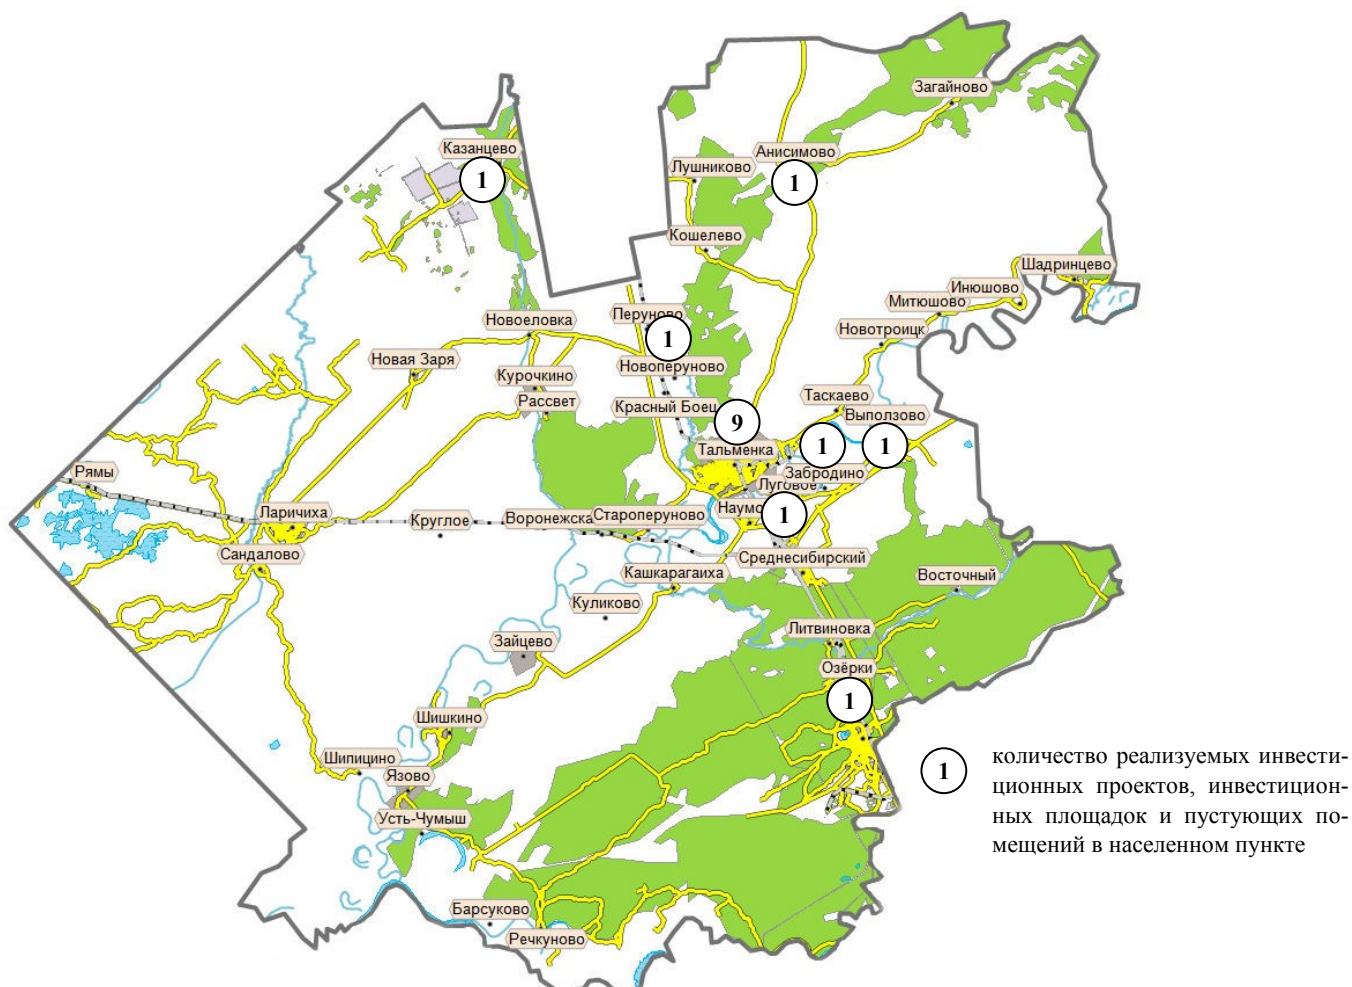 Загайново
Казанцево
1
Анисимово
1
Лушниково
Кошелево
Шадринцево
Инюшово
Митюшово
Новотроицк
Перуново
1
Новоеловка
Новая Заря
Новоперуново
Курочкино
Рассвет
Красный Боец
Таскаево
Выползово
9
1
1
Тальменка
Забродино
Луговое
Рямы
Ларичиха
Круглое
Воронежска
Староперуново
Наумо
1
Сандалово
Среднесибирский
Кашкарагаиха
Восточный
Куликово
Литвиновка
Зайцево
Озёрки
1
Шишкино
Шипицино
Язово
Усть-Чумыш
Барсуково
Речкуново
1
количество реализуемых инвести-
ционных проектов, инвестицион-
ных площадок и пустующих по-
мещений в населенном пункте